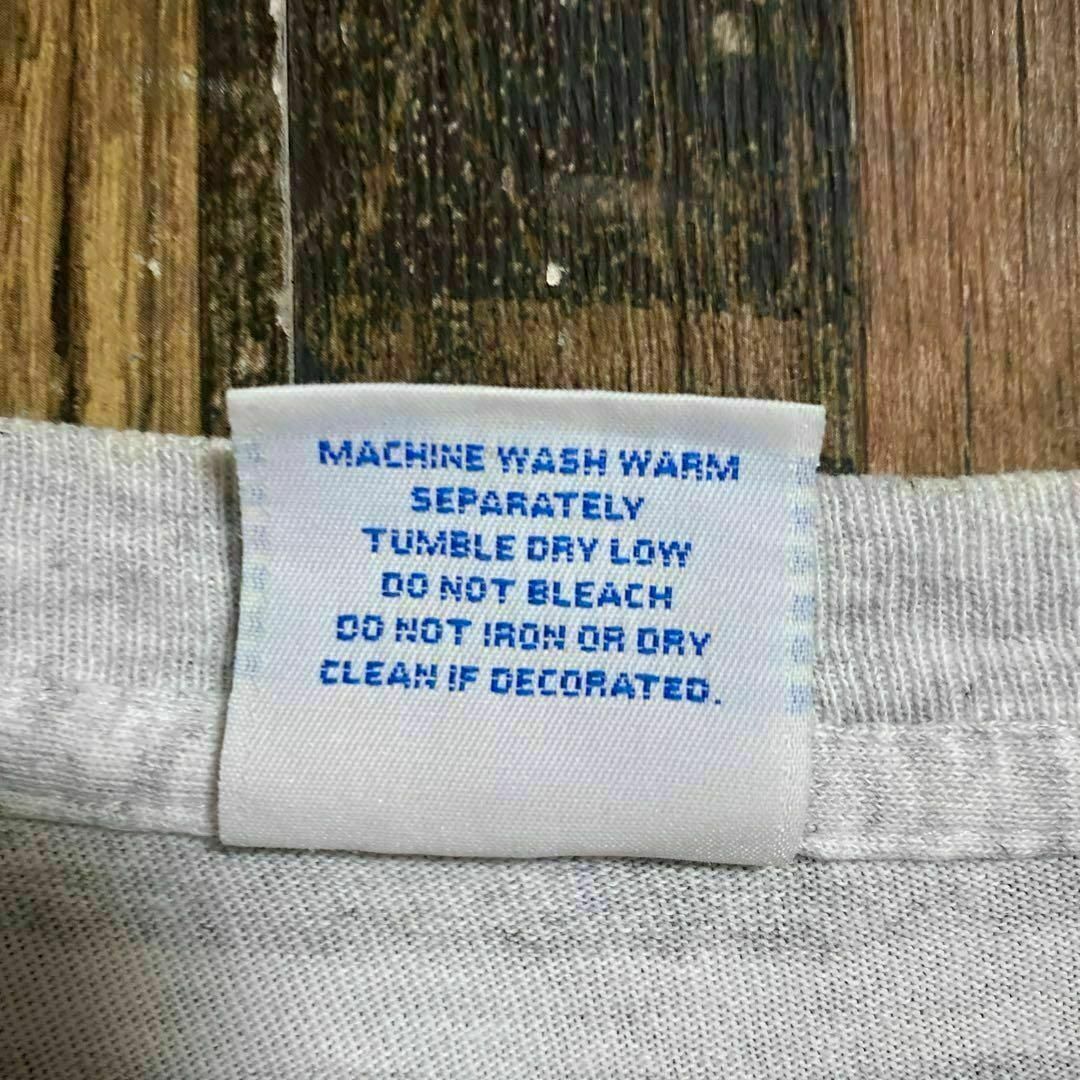 MACHINE WASH WARM
SEPARATELY
TUMBLE DRY LOW
DO NOT BLEACH
DO NOT IRON OR DRY
CLEAN IF DECORATED.